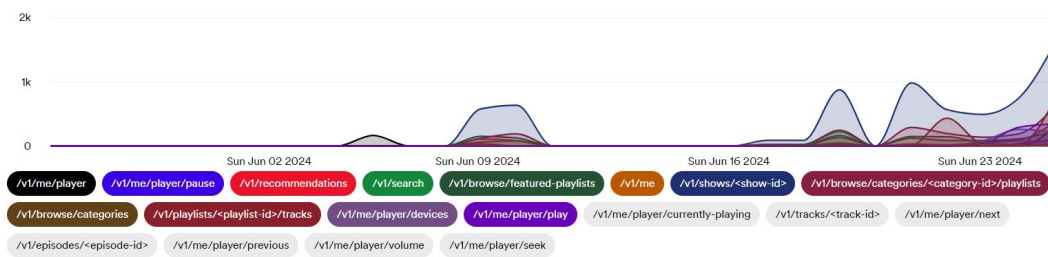 2k
1k
0
Sun Jun 02 2024 Sun Jun 09 2024 Sun Jun 16 2024 Sun Jun 23 2024
/v1/me/player /v1/me/player/pause /v1/recommendations /v1/search /v1/browse/featured-playlists /v1/me /v1/shows/<show-id> /v1/browse/categories/<category-id>/playlists
/v1/browse/categories /v1/playlists/<playlist-id>/tracks /v1/me/player/devices /v1/me/player/play /v1/me/player/currently-playing /v1/tracks/<track-id> /v1/me/player/next
/v1/episodes/<episode-id> /v1/me/player/previous /v1/me/player/volume /v1/me/player/seek